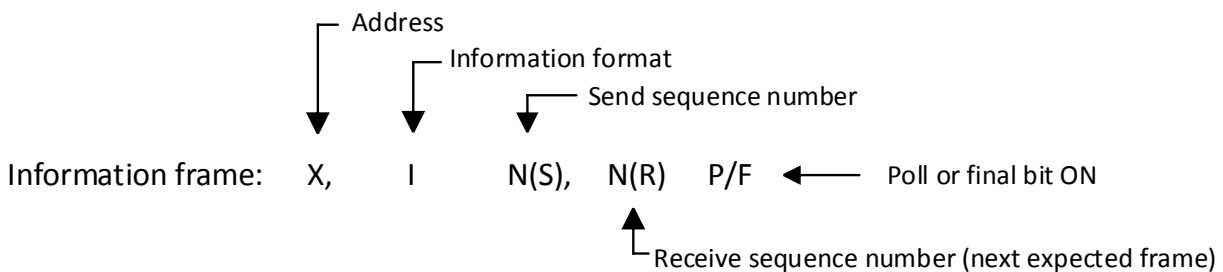 Address
Information format
Send sequence number
Information frame: X, I N(S), N(R) P/F Poll or final bit ON
Receive sequence number (next expected frame)